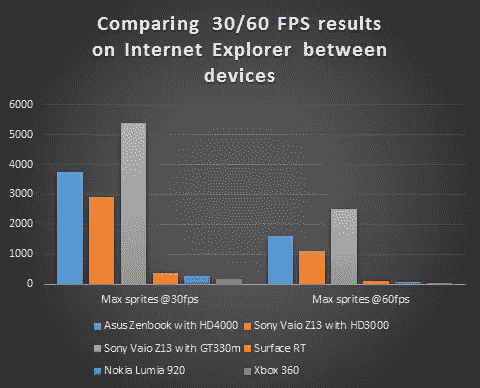 Comparing 30/60 FPS results
on Internet Explorer between
devices
6000
5000
4000
3000
2000
1000
0
Max sprites @30fps
Max sprites @60fps
Asus Zenbook with HD4000
Sony Vaio Z13 with HD3000
Sony Vaio Z13 with GT330m
Surface RT
Nokia Lumia 920
Xbox 360